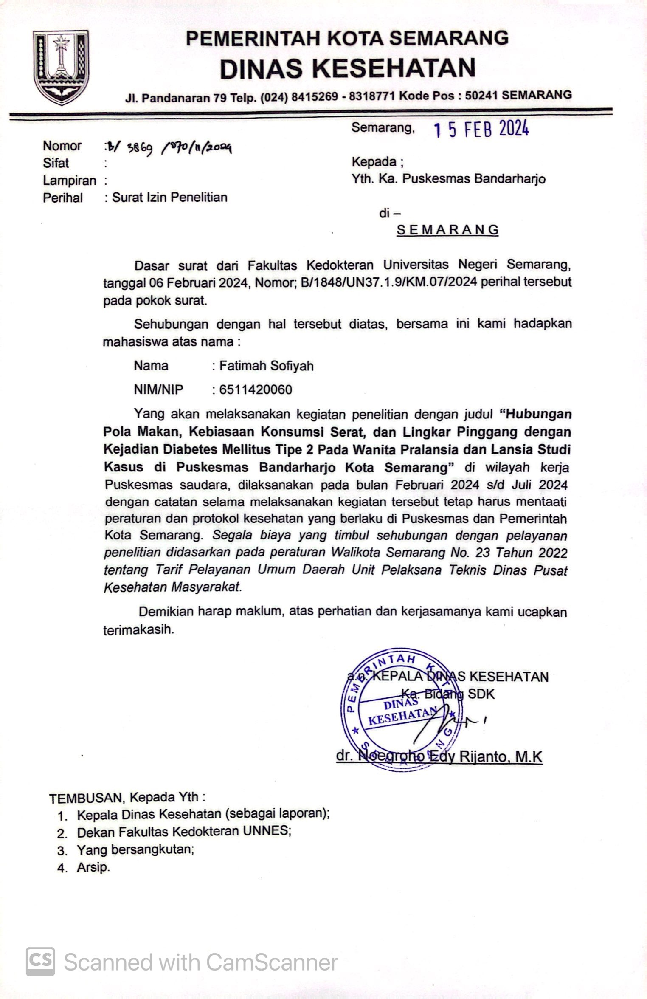 PEMERINTAH KOTA SEMARANG
DINAS KESEHATAN
Jl. Pandanaran 79 Telp. (024) 8415269 - 8318771 Kode Pos : 50241 SEMARANG
Semarang, 15 FEB 2024
Nomor : B/ 3869 /070/II/2024
Sifat :
Lampiran :
Perihal : Surat Izin Penelitian
Kepada ;
Yth. Ka. Puskesmas Bandarharjo
di –
S E M A R A N G
Dasar surat dari Fakultas Kedokteran Universitas Negeri Semarang,
tanggal 06 Februari 2024, Nomor; B/1848/UN37.1.9/KM.07/2024 perihal tersebut
pada pokok surat.
Sehubungan dengan hal tersebut diatas, bersama ini kami hadapkan
mahasiswa atas nama :
Nama : Fatimah Sofiyah
NIM/NIP : 6511420060
Yang akan melaksanakan kegiatan penelitian dengan judul “Hubungan
Pola Makan, Kebiasaan Konsumsi Serat, dan Lingkar Pinggang dengan
Kejadian Diabetes Mellitus Tipe 2 Pada Wanita Pralansia dan Lansia Studi
Kasus di Puskesmas Bandarharjo Kota Semarang” di wilayah kerja
Puskesmas saudara, dilaksanakan pada bulan Februari 2024 s/d Juli 2024
dengan catatan selama melaksanakan kegiatan tersebut tetap harus mentaati
peraturan dan protokol kesehatan yang berlaku di Puskesmas dan Pemerintah
Kota Semarang. Segala biaya yang timbul sehubungan dengan pelayanan
penelitian didasarkan pada peraturan Walikota Semarang No. 23 Tahun 2022
tentang Tarif Pelayanan Umum Daerah Unit Pelaksana Teknis Dinas Pusat
Kesehatan Masyarakat.
Demikian harap maklum, atas perhatian dan kerjasamanya kami ucapkan
terimakasih.
a.n. KEPALA DINAS KESEHATAN
Ka. Bidang SDK
PEMERINTAH KOTA
DINAS
KESEHATAN
SEMARANG
dr. Noegroho Edy Rijanto, M.K
TEMBUSAN, Kepada Yth :
1. Kepala Dinas Kesehatan (sebagai laporan);
2. Dekan Fakultas Kedokteran UNNES;
3. Yang bersangkutan;
4. Arsip.
CS Scanned with CamScanner